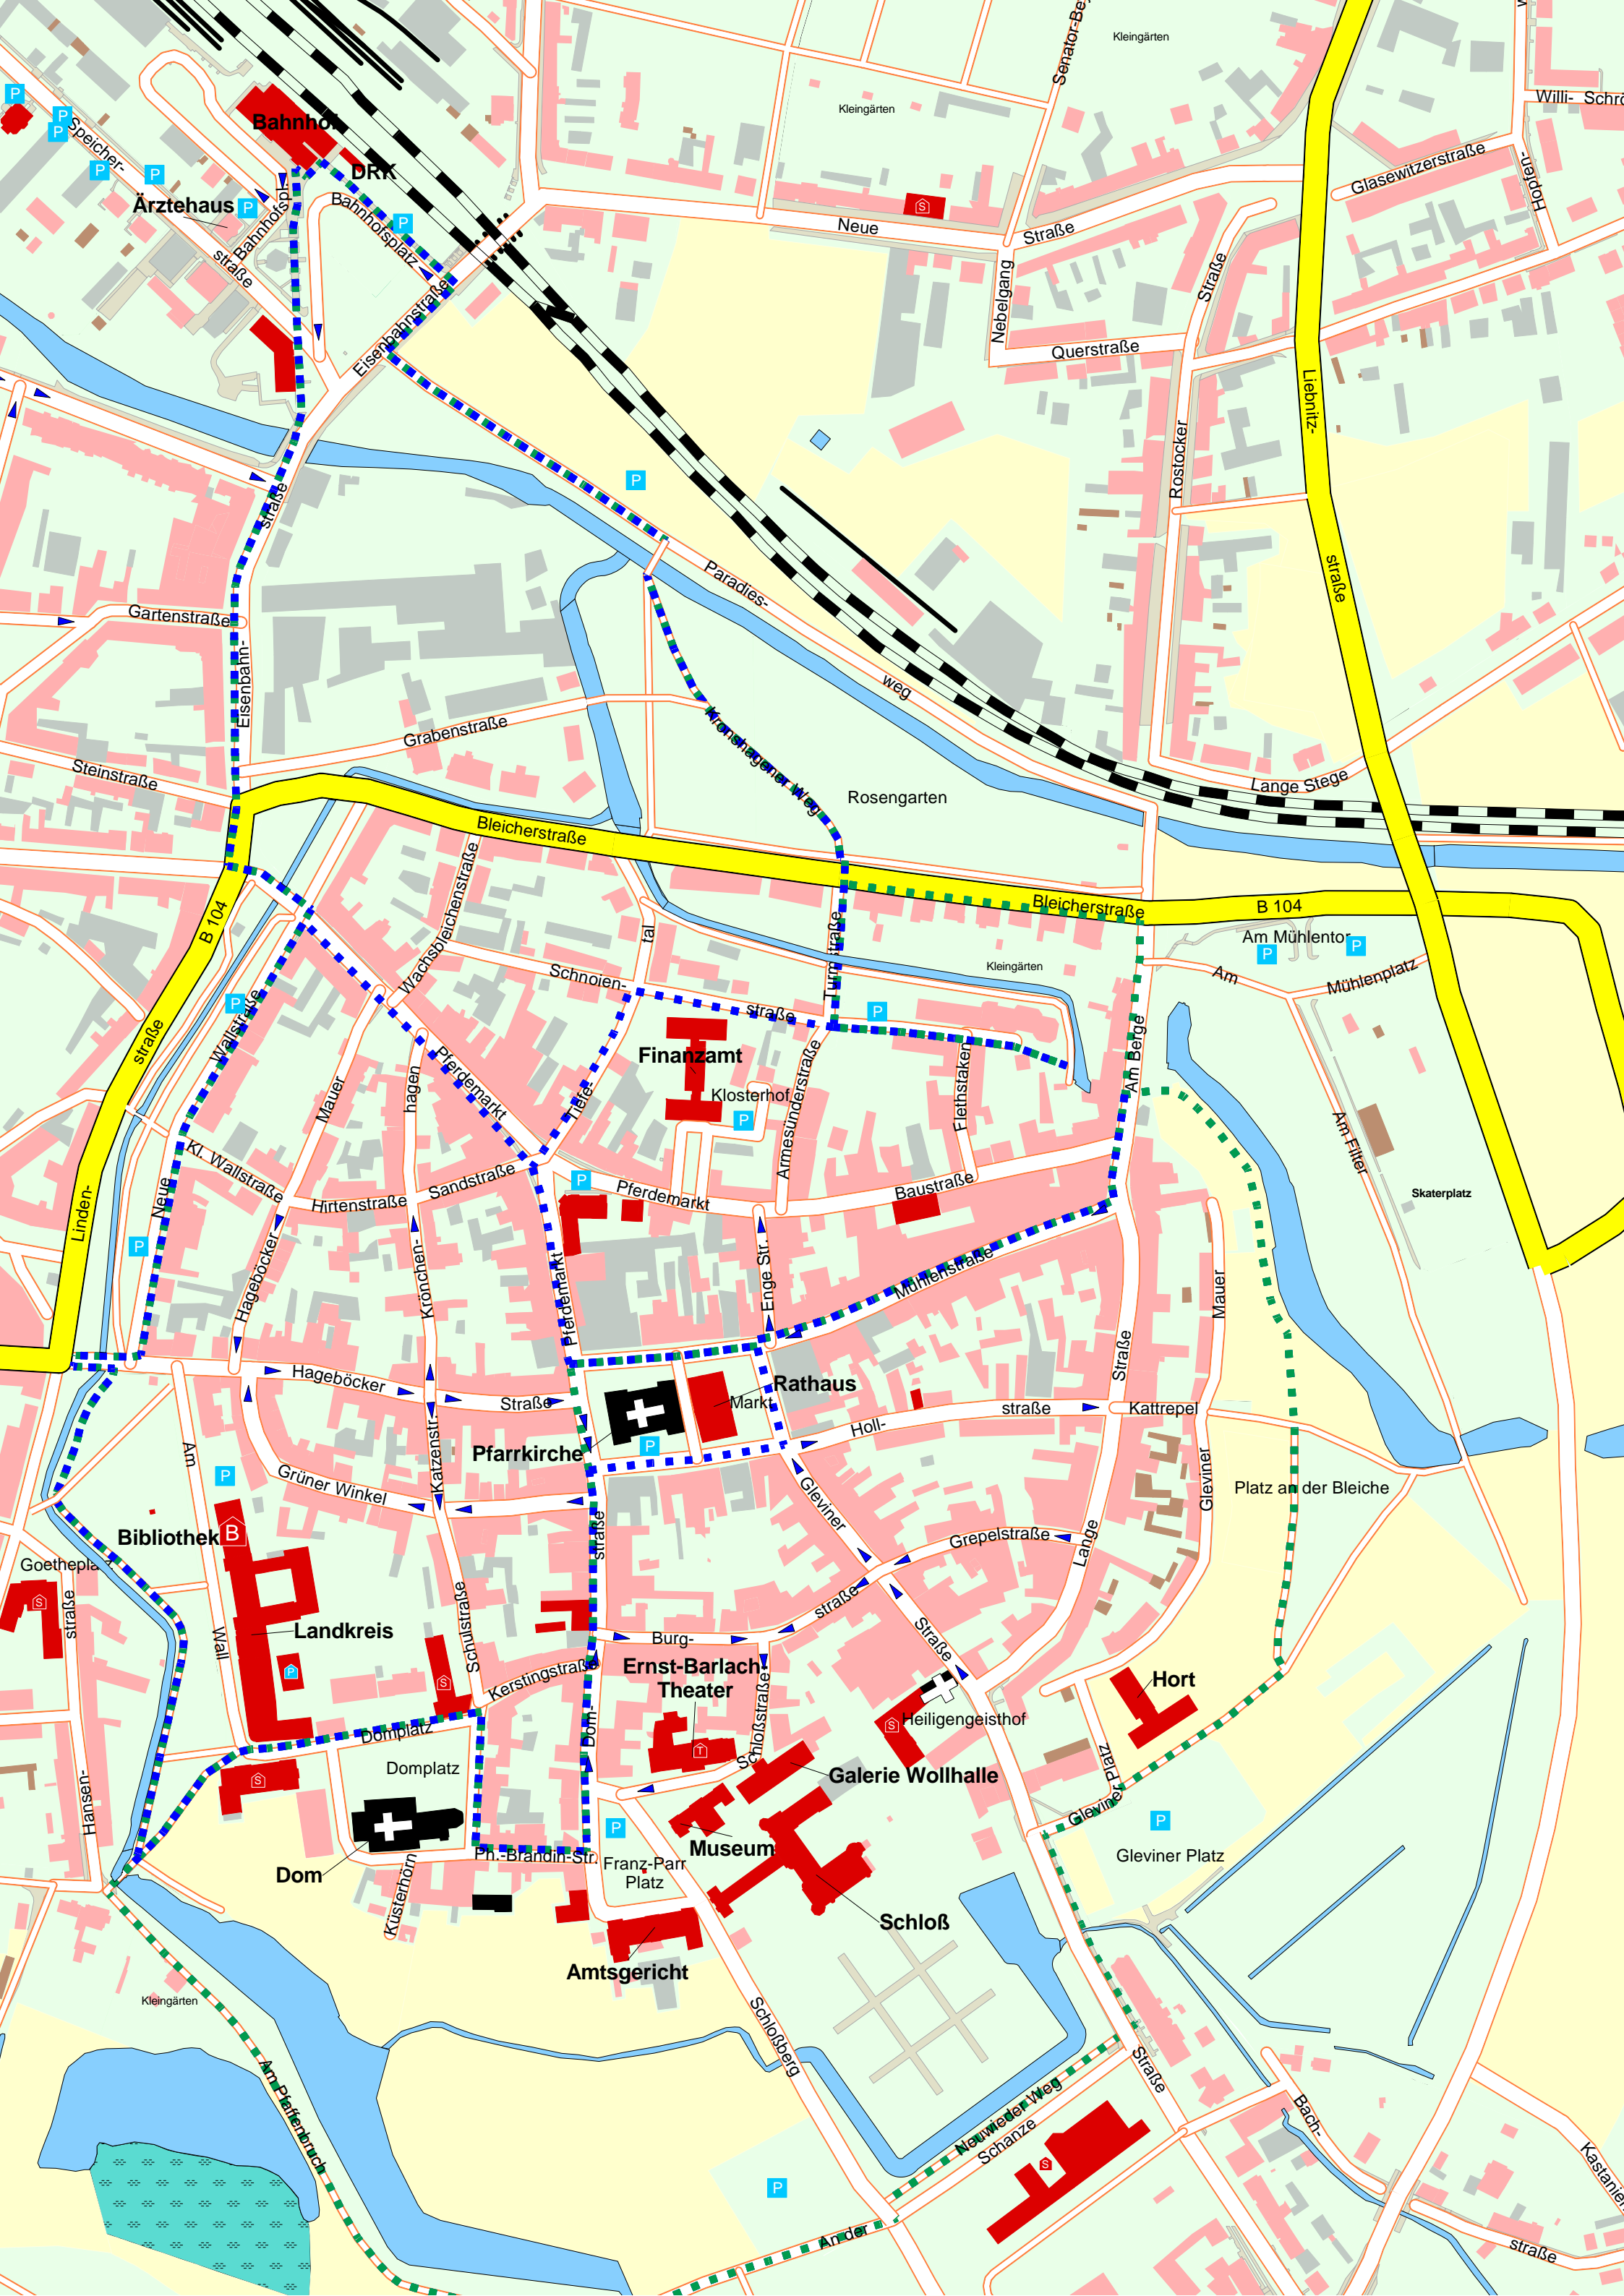 Kleingärten
Senator-Be
Kleingärten
P
P
P
Speicher-
P
P
Bahnhof
DRK
Willi- Schrö
Glasewitzerstraße
Hopfen-
Ärztehaus
P
Bahnhofspl.
Bahnhofsplatz
P
S
Neue
Straße
straße
Nebelgang
Straße
Eisenbahnstraße
Querstraße
Liebnitz-
Rostocker
P
straße
straße
Paradies-
Gartenstraße
Eisenbahn-
weg
Grabenstraße
Kronshagener Weg
Steinstraße
Lange Stege
Rosengarten
Bleicherstraße
Bleicherstraße
B 104
B 104
Wachsbleichenstraße
tal
Turmstraße
Am Mühlentor
P
P
Schnoien-
straße
Kleingärten
Am
Mühlenplatz
P
Wallstraße
P
straße
Finanzamt
Pferdemarkt
Mauer
hagen
Tiefe-
Klosterhof
P
Armesünderstraße
Flethstaken
Am Berge
Am Filter
Kl. Wallstraße
Neue
Linden-
Hirtenstraße
Sandstraße
P
Pferdemarkt
Baustraße
Skaterplatz
P
Hageböcker
Krönchen-
Pferdemarkt
Enge Str.
Mühlenstraße
Mauer
Hageböcker
Straße
Rathaus
Markt
Straße
Holl-
straße
Kattrepel
Pfarrkirche
P
Am
P
Katzenstr.
Grüner Winkel
Gleviner
Gleviner
Platz an der Bleiche
Bibliothek
B
straße
Grepelstraße
Lange
Goetheplatz
S
straße
Wall
Landkreis
P
Schulstraße
S
Kerstingstraße
Burg-
straße
Straße
Ernst-Barlach-
Theater
T
Schloßstraße
Hort
Heiligengeisthof
S
Domplatz
Dom-
Domplatz
S
Galerie Wollhalle
Gleviner Platz
P
Hansen-
P
Museum
Gleviner Platz
Dom
Ph.-Brandin-Str.
Franz-Parr
Platz
Küsterhörn
Schloß
Amtsgericht
Kleingärten
Schloßberg
Am Pfaffenbruch
Neuwieder Weg
Schanze
S
Straße
Bach-
Kastanien
P
An der
straße